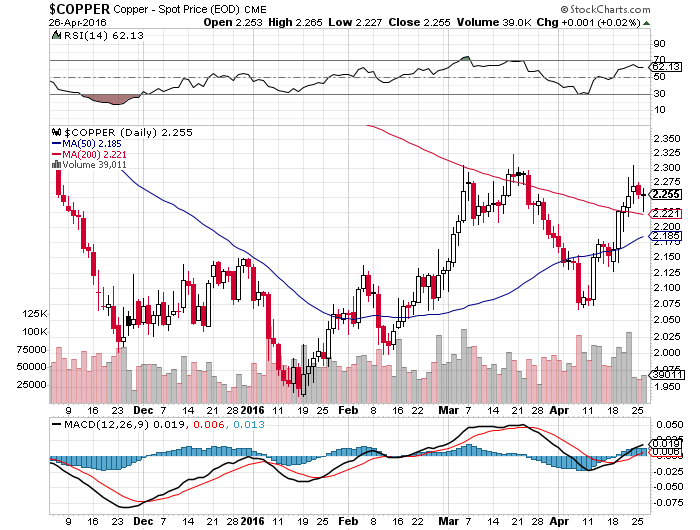 $COPPER Copper - Spot Price (EOD) CME © StockCharts.com
26-Apr-2016 Open 2.253 High 2.265 Low 2.227 Close 2.255 Volume 39.0K Chg +0.001 (+0.02%)
RSI(14) 62.13
90
70
62.13
50
30
10
$COPPER (Daily) 2.255
MA(50) 2.185
MA(200) 2.221
Volume 39,011
2.350
2.325
2.300
2.275
2.255
2.221
2.200
2.185
2.175
2.150
2.125
2.100
2.075
2.050
2.025
2.000
1.975
1.950
125K
100K
75000
50000
25000
39011
9 16 23 Dec 7 14 21 2016 11 19 25 Feb 8 16 22 Mar 7 14 21 28 Apr 11 18 25
MACD(12,26,9) 0.019, 0.006, 0.013
0.050
0.025
0.019
0.006
-0.025
-0.050
-0.075
9 16 23 Dec 7 14 21 2016 11 19 25 Feb 8 16 22 Mar 7 14 21 28 Apr 11 18 25